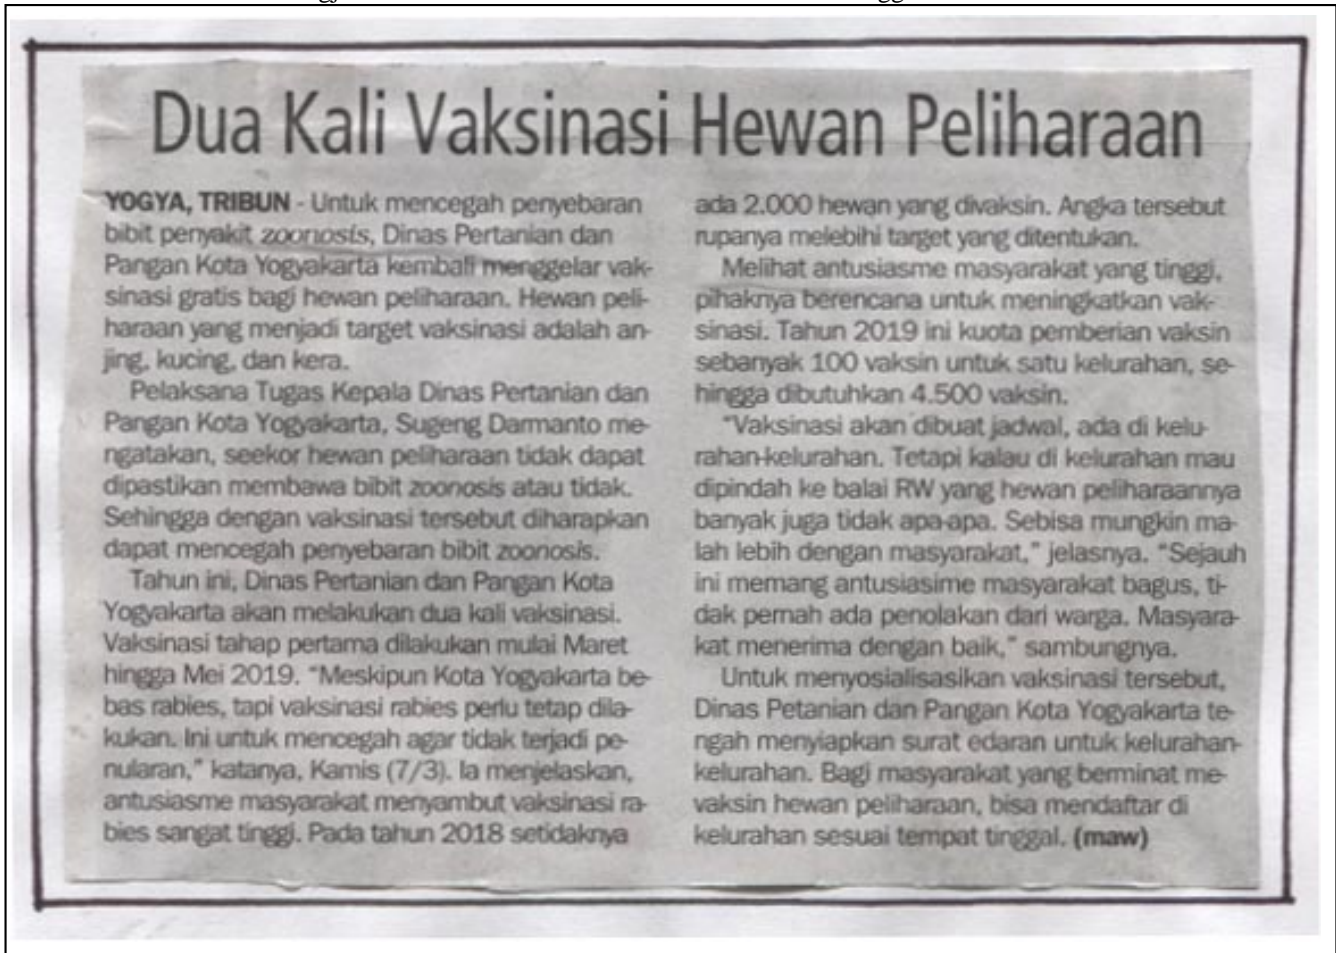 Dua Kali Vaksinasi Hewan Peliharaan
YOGYA, TRIBUN - Untuk mencegah penyebaran
bibit penyakit zoonosis, Dinas Pertanian dan
Pangan Kota Yogyakarta kembali menggelar vak-
sinasi gratis bagi hewan peliharaan. Hewan peli-
haraan yang menjadi target vaksinasi adalah an-
jing, kucing, dan kera.
Pelaksana Tugas Kepala Dinas Pertanian dan
Pangan Kota Yogyakarta, Sugeng Darmanto me-
ngatakan, seekor hewan peliharaan tidak dapat
dipastikan membawa bibit zoonosis atau tidak.
Sehingga dengan vaksinasi tersebut diharapkan
dapat mencegah penyebaran bibit zoonosis.
Tahun ini, Dinas Pertanian dan Pangan Kota
Yogyakarta akan melakukan dua kali vaksinasi.
Vaksinasi tahap pertama dilakukan mulai Maret
hingga Mei 2019. "Meskipun Kota Yogyakarta be-
bas rabies, tapi vaksinasi rabies perlu tetap dila-
kukan. Ini untuk mencegah agar tidak terjadi pe-
nularan," katanya, Kamis (7/3). Ia menjelaskan,
antusiasme masyarakat menyambut vaksinasi ra-
bies sangat tinggi. Pada tahun 2018 setidaknya
ada 2.000 hewan yang divaksin. Angka tersebut
rupanya melebihi target yang ditentukan.
Melihat antusiasme masyarakat yang tinggi,
pihaknya berencana untuk meningkatkan vak-
sinasi. Tahun 2019 ini kuota pemberian vaksin
sebanyak 100 vaksin untuk satu kelurahan, se-
hingga dibutuhkan 4.500 vaksin.
"Vaksinasi akan dibuat jadwal, ada di kelu-
rahan-kelurahan. Tetapi kalau di kelurahan mau
dipindah ke balai RW yang hewan peliharaannya
banyak juga tidak apa-apa. Sebisa mungkin ma-
lah lebih dengan masyarakat," jelasnya. "Sejauh
ini memang antusiasime masyarakat bagus, ti-
dak pernah ada penolakan dari warga. Masyara-
kat menerima dengan baik," sambungnya.
Untuk menyosialisasikan vaksinasi tersebut,
Dinas Petanian dan Pangan Kota Yogyakarta te-
ngah menyiapkan surat edaran untuk kelurahan-
kelurahan. Bagi masyarakat yang berminat me-
vaksin hewan peliharaan, bisa mendaftar di
kelurahan sesuai tempat tinggal. (maw)